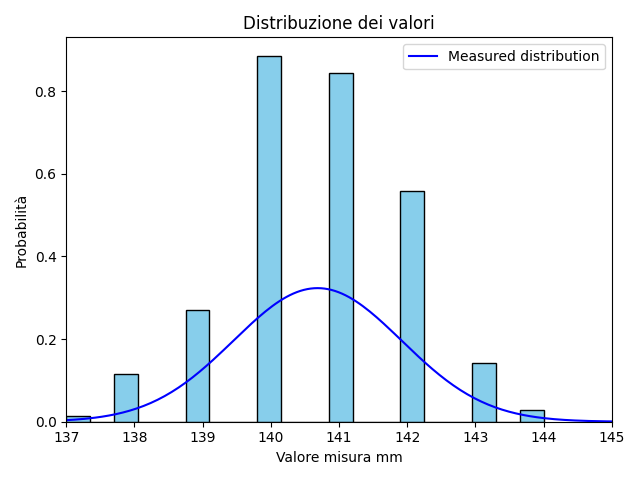 Distribuzione dei valori
Measured distribution
Probabilità
0.8
0.6
0.4
0.2
0.0
137 138 139 140 141 142 143 144 145
Valore misura mm